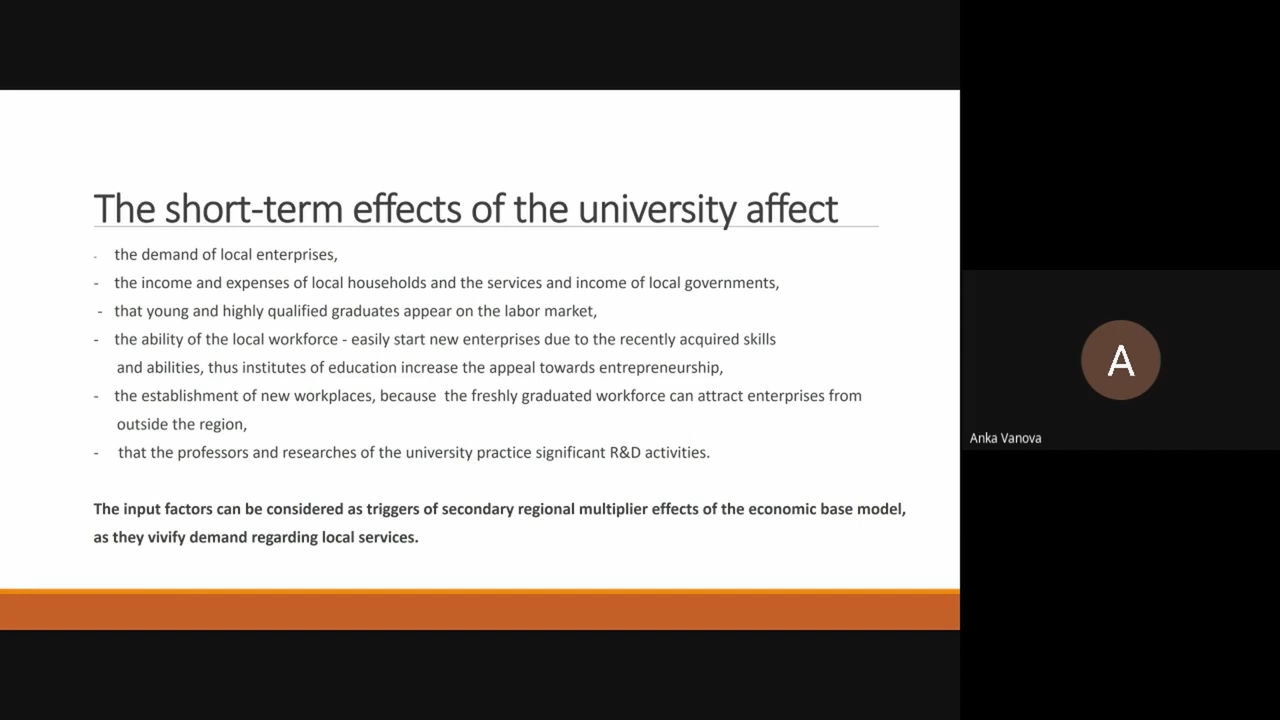 The short-term effects of the university affect
- the demand of local enterprises,
- the income and expenses of local households and the services and income of local governments,
- that young and highly qualified graduates appear on the labor market,
- the ability of the local workforce - easily start new enterprises due to the recently acquired skills
and abilities, thus institutes of education increase the appeal towards entrepreneurship,
- the establishment of new workplaces, because the freshly graduated workforce can attract enterprises from
outside the region,
- that the professors and researches of the university practice significant R&D activities.
The input factors can be considered as triggers of secondary regional multiplier effects of the economic base model,
as they vivify demand regarding local services.
A
Anka Vanova